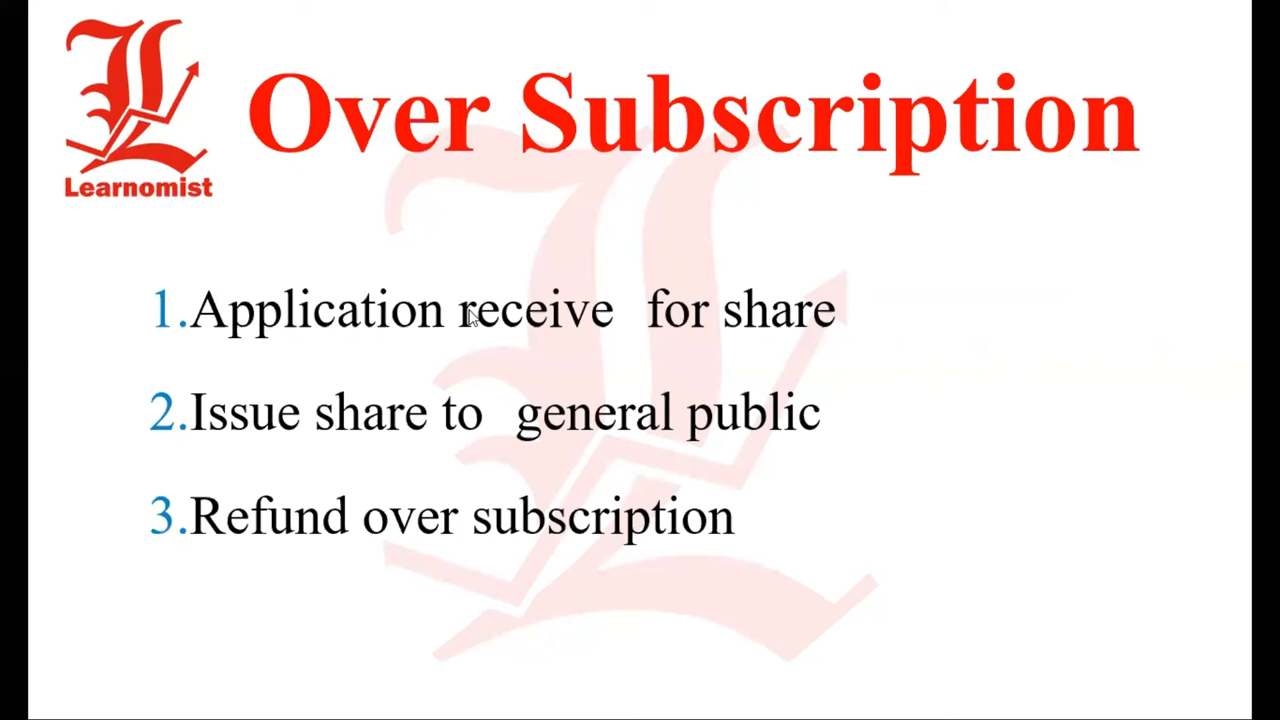 Learnomist
Over Subscription
1.Application receive for share
2.Issue share to general public
3.Refund over subscription